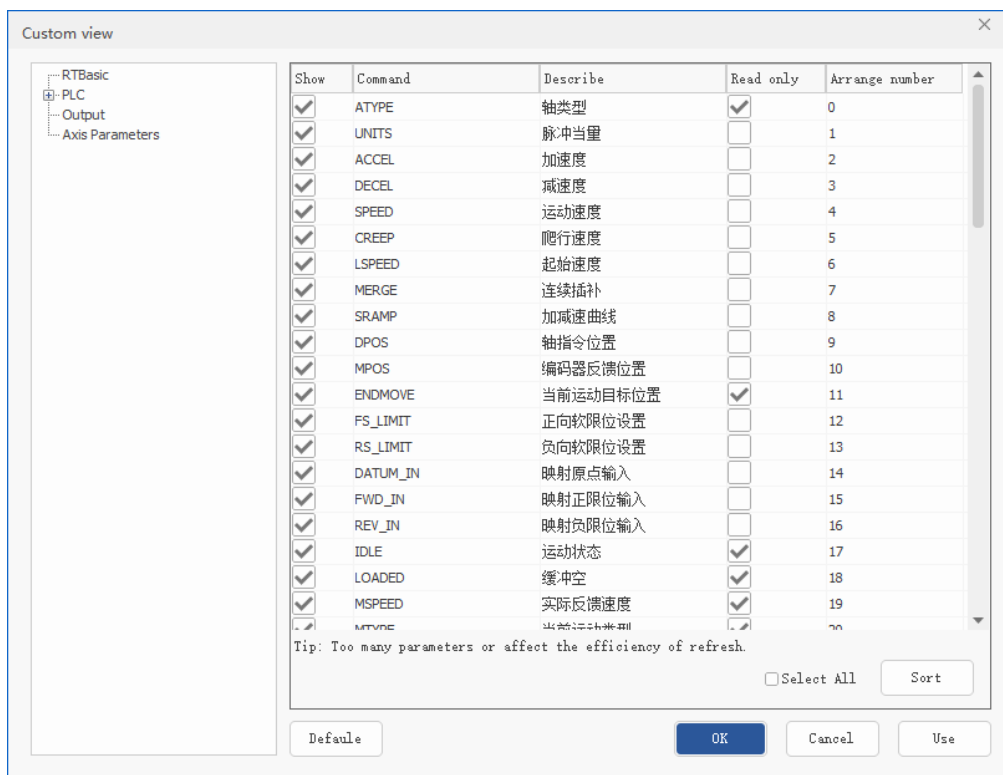 Custom view
RTBasic
PLC
Output
Axis Parameters
Show Command Describe Read only Arrange number
ATYPE 轴类型 0
UNITS 脉冲当量 1
ACCEL 加速度 2
DECEL 减速度 3
SPEED 运动速度 4
CREEP 爬行速度 5
LSPEED 起始速度 6
MERGE 连续插补 7
SRAMP 加减速曲线 8
DPOS 轴指令位置 9
MPOS 编码器反馈位置 10
ENDMOVE 当前运动目标位置 11
FS_LIMIT 正向软限位设置 12
RS_LIMIT 负向软限位设置 13
DATUM_IN 映射原点输入 14
FWD_IN 映射正限位输入 15
REV_IN 映射负限位输入 16
IDLE 运动状态 17
LOADED 缓冲空 18
MSPEED 实际反馈速度 19
MTYPE 当前运动类型 20
Tip: Too many parameters or affect the efficiency of refresh.
Select All Sort
Defaule OK Cancel Use